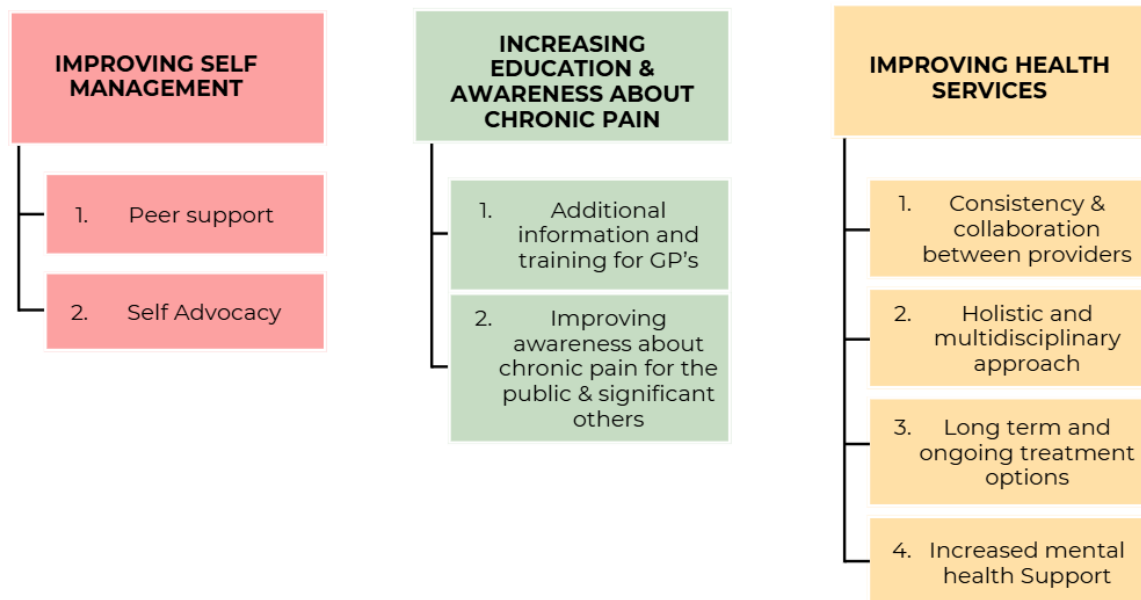 IMPROVING SELF
MANAGEMENT
1. Peer support
2. Self Advocacy
INCREASING
EDUCATION &
AWARENESS ABOUT
CHRONIC PAIN
1. Additional
information and
training for GP's
2. Improving
awareness about
chronic pain for the
public & significant
others
IMPROVING HEALTH
SERVICES
1. Consistency &
collaboration
between providers
2. Holistic and
multidisciplinary
approach
3. Long term and
ongoing treatment
options
4. Increased mental
health Support